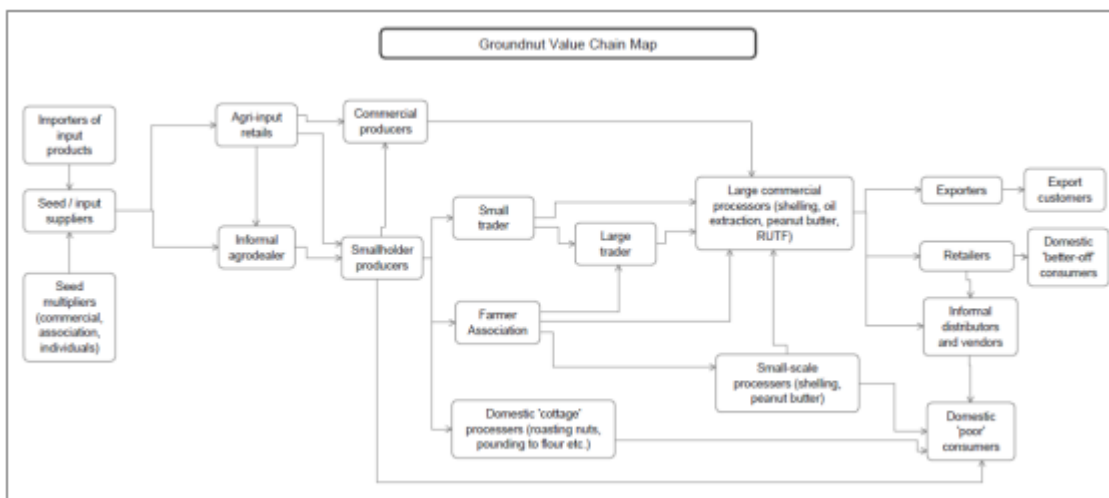 Groundnut Value Chain Map
Importers of
input
products
Agri-input
retails
Commercial
producers
Seed / input
suppliers
Informal
agrodealer
Smallholder
producers
Seed
multipliers
(commercial,
association,
individuals)
Small
trader
Large
trader
Farmer
Association
Domestic 'cottage'
processers (roasting nuts,
pounding to flour etc.)
Large commercial
processors (shelling, oil
extraction, peanut butter,
RUTF)
Small-scale
processers (shelling,
peanut butter)
Exporters
Export
customers
Retailers
Domestic
'better-off'
consumers
Informal
distributors
and vendors
Domestic
'poor'
consumers